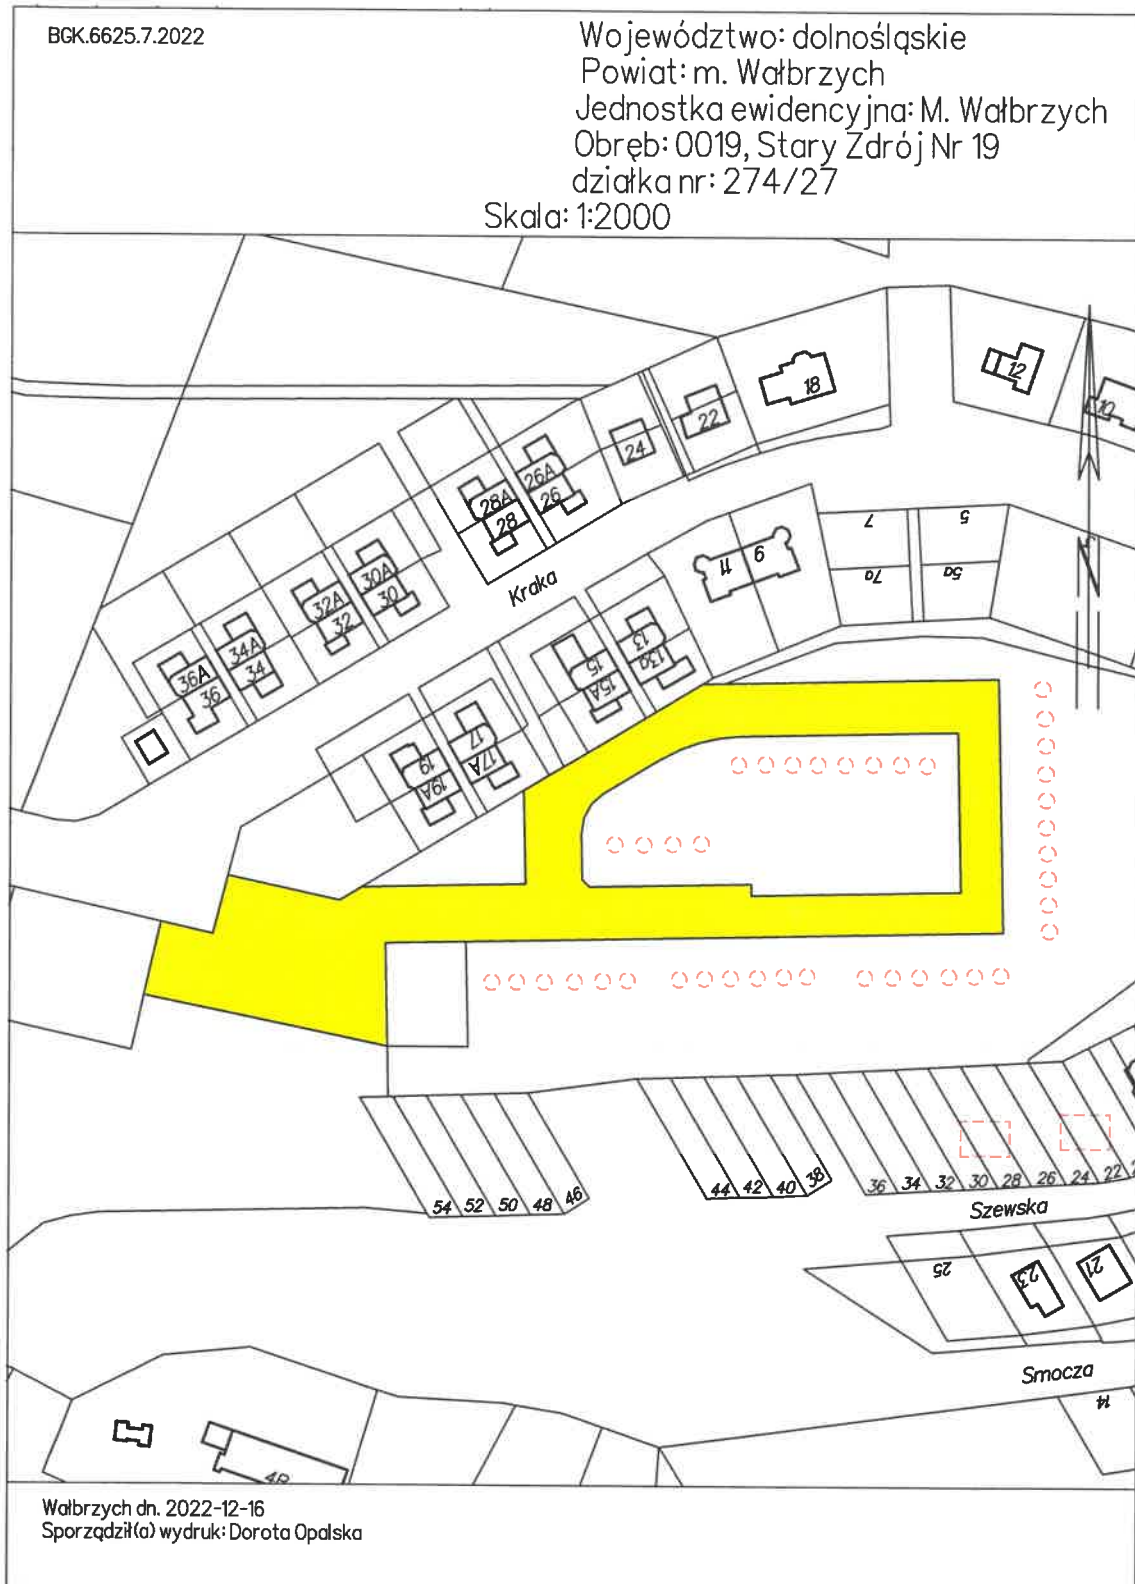 BGK.6625.7.2022
Województwo: dolnośląskie
Powiat: m. Wałbrzych
Jednostka ewidencyjna: M. Wałbrzych
Obręb: 0019, Stary Zdrój Nr 19
działka nr: 274/27
Skala: 1:2000
18
12
10
22
24
26A
26
28A
28
Kraka
30A
30
32A
32
34A
34
36A
36
11
9
7
5
7a
5a
13
13a
15
15A
17
17A
19
19A
N
54
52
50
48
46
44
42
40
38
36
34
32
30
28
26
24
22
Szewska
25
23
21
Smocza
14
Wałbrzych dn. 2022-12-16
Sporządził(a) wydruk: Dorota Opalska